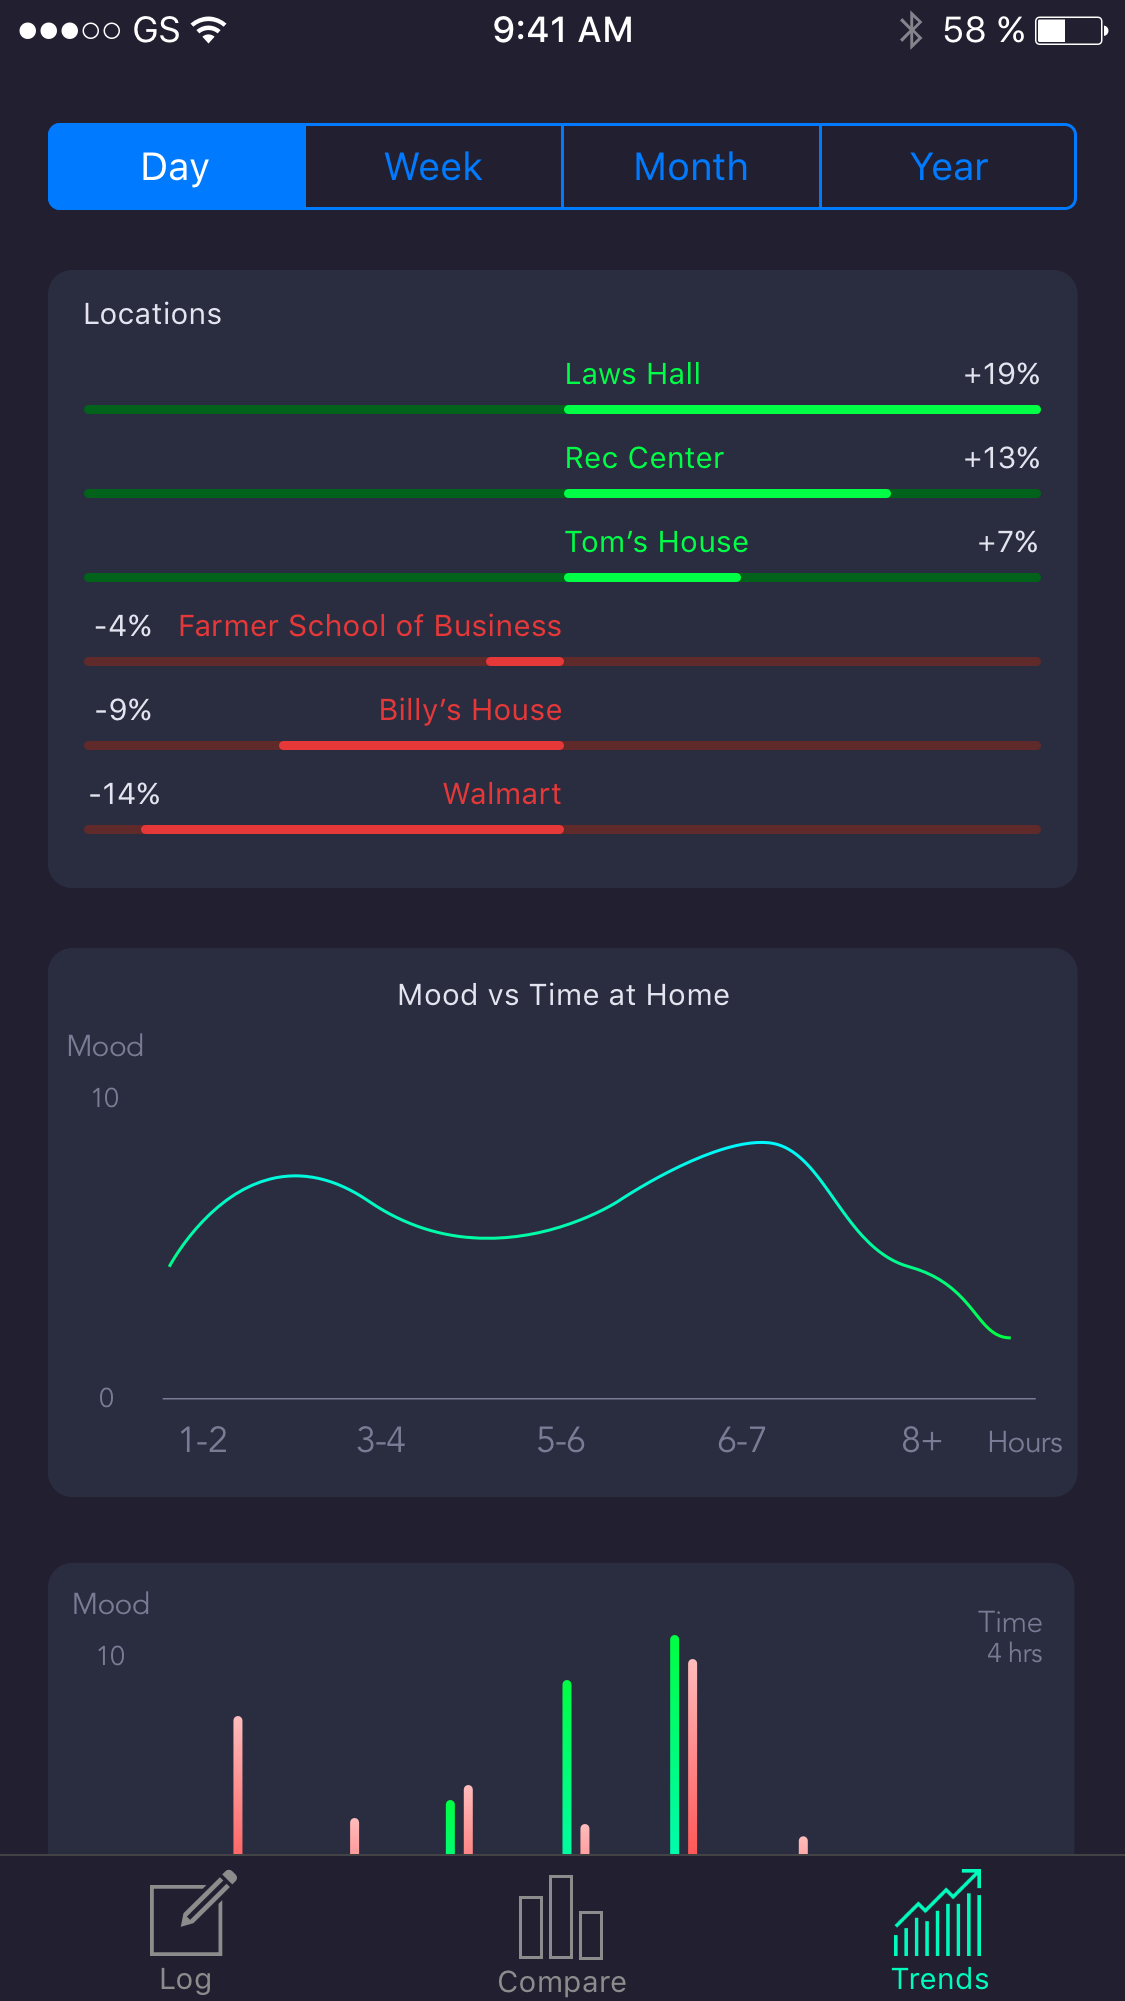 GS 9:41 AM 58 %
Day Week Month Year
Locations
Laws Hall +19%
Rec Center +13%
Tom’s House +7%
-4% Farmer School of Business
-9% Billy’s House
-14% Walmart
Mood vs Time at Home
Mood
10
0
1-2 3-4 5-6 6-7 8+ Hours
Mood
Time
10
4 hrs
Log Compare Trends